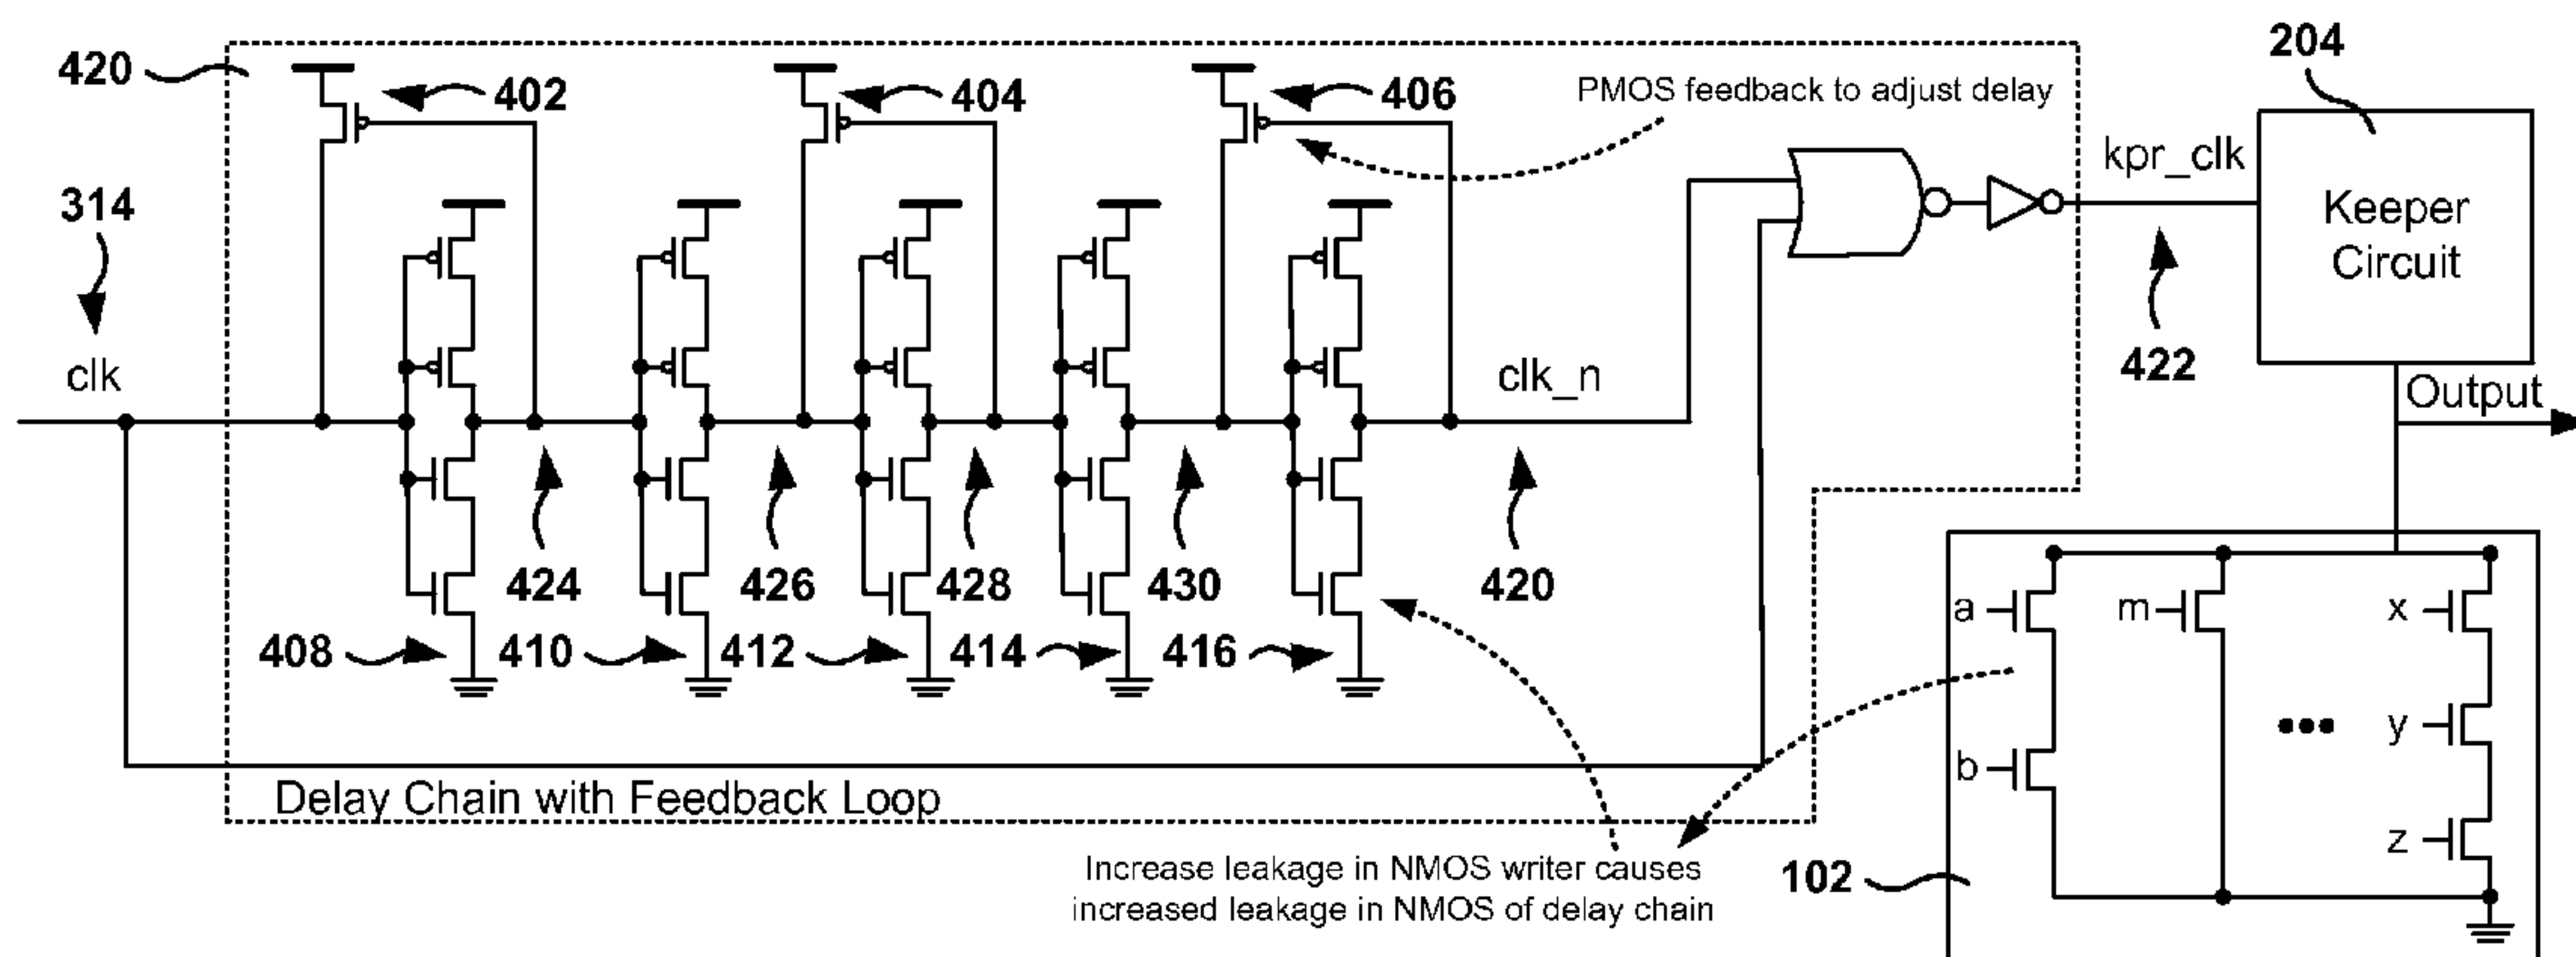 420
402
404
406
PMOS feedback to adjust delay
204
314
clk
kpr_clk
Keeper
Circuit
clk_n
422
Output
424
426
428
430
420
408
410
412
414
416
a
m
x
b
y
z
Delay Chain with Feedback Loop
Increase leakage in NMOS writer causes
increased leakage in NMOS of delay chain
102